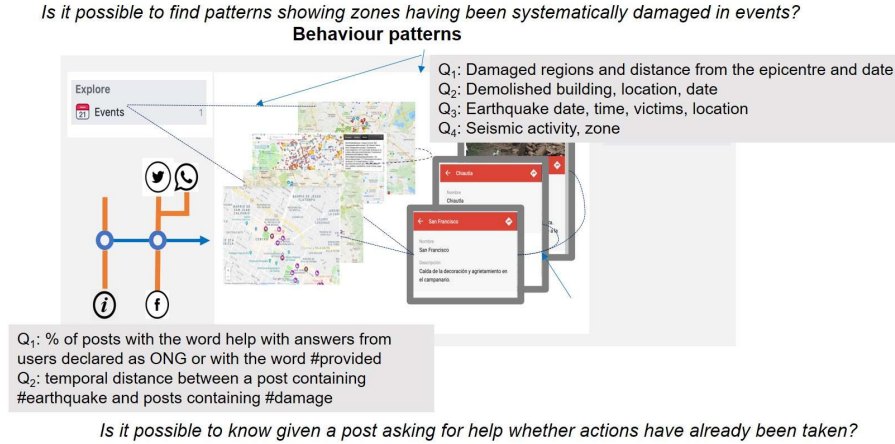 Is it possible to find patterns showing zones having been systematically damaged in events?
Behaviour patterns
Q1: Damaged regions and distance from the epicentre and date
Q2: Demolished building, location, date
Q3: Earthquake date, time, victims, location
Q4: Seismic activity, zone
Explore
21 Events 1
Chiautla
Nombre
Chiautla
San Francisco
Nombre
San Francisco
Descripción
Caída de la decoración y agrietamiento en
el campanario.
i
f
Q1: % of posts with the word help with answers from
users declared as ONG or with the word #provided
Q2: temporal distance between a post containing
#earthquake and posts containing #damage
Is it possible to know given a post asking for help whether actions have already been taken?